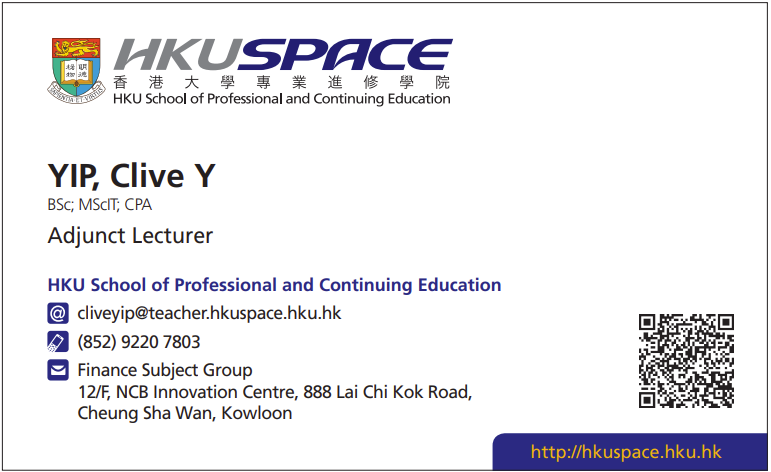 HKUSPACE
香港大學專業進修學院
HKU School of Professional and Continuing Education
YIP, Clive Y
BSc; MScIT; CPA
Adjunct Lecturer
HKU School of Professional and Continuing Education
@ cliveyip@teacher.hkuspace.hku.hk
(852) 9220 7803
Finance Subject Group
12/F, NCB Innovation Centre, 888 Lai Chi Kok Road,
Cheung Sha Wan, Kowloon
http://hkuspace.hku.hk